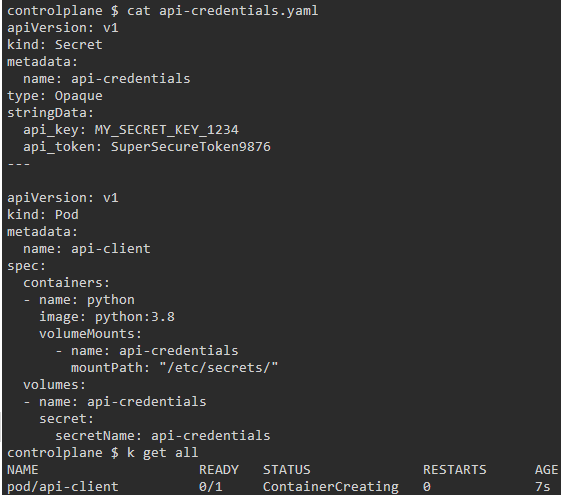 controlplane $ cat api-credentials.yaml
apiVersion: v1
kind: Secret
metadata:
  name: api-credentials
type: Opaque
stringData:
  api_key: MY_SECRET_KEY_1234
  api_token: SuperSecureToken9876
---
apiVersion: v1
kind: Pod
metadata:
  name: api-client
spec:
  containers:
  - name: python
    image: python:3.8
    volumeMounts:
      - name: api-credentials
        mountPath: "/etc/secrets/"
  volumes:
  - name: api-credentials
    secret:
      secretName: api-credentials
controlplane $ k get all
NAME                    READY   STATUS              RESTARTS      AGE
pod/api-client          0/1     ContainerCreating   0             7s